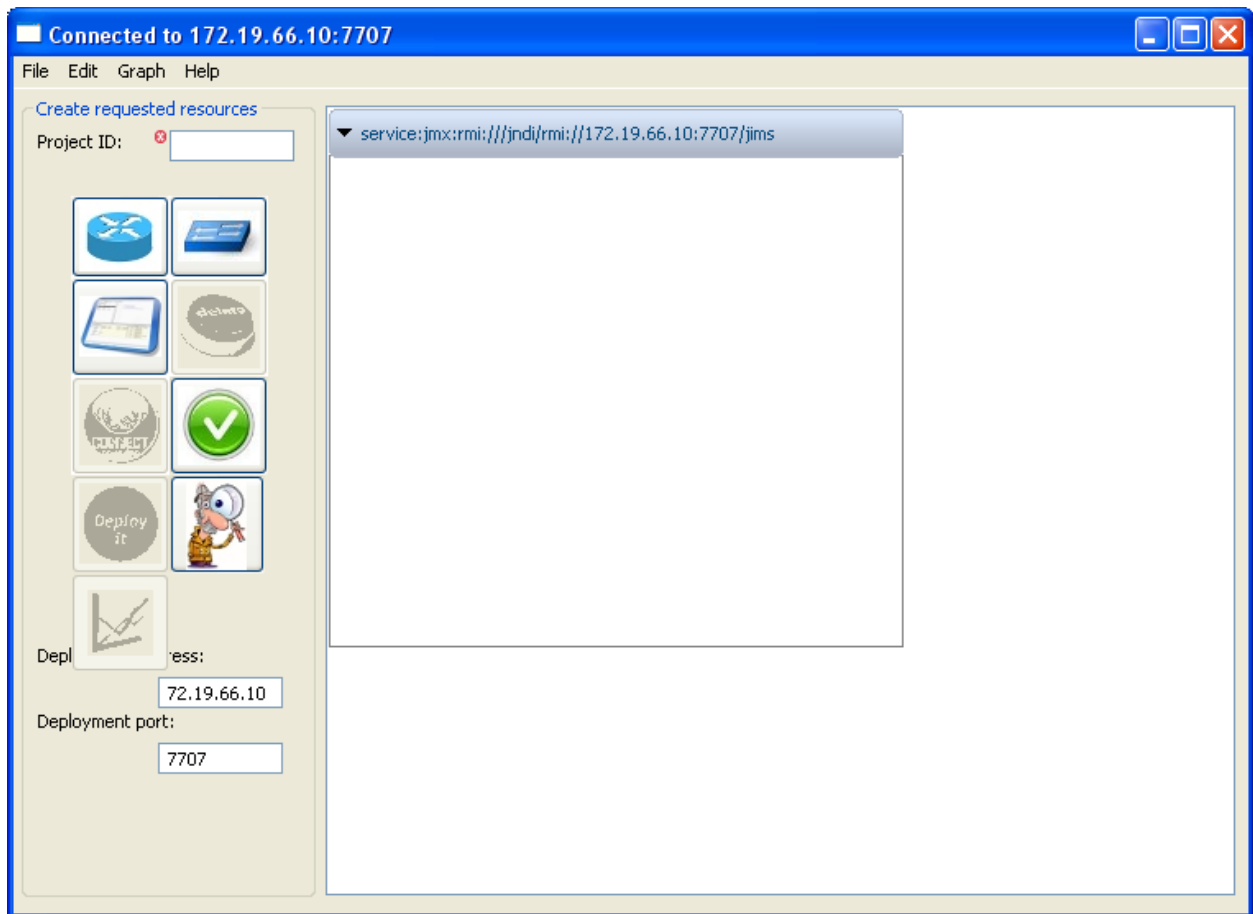 Connected to 172.19.66.10:7707
File Edit Graph Help
Create requested resources
Project ID:
service:jmx:rmi:///jndi/rmi://172.19.66.10:7707/jims
delete
CONNECT
Deploy
it
Depl ress:
72.19.66.10
Deployment port:
7707